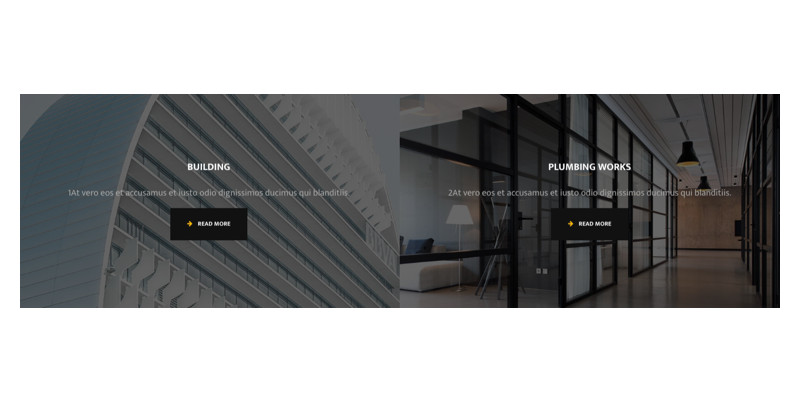 BUILDING
1At vero eos et accusamus et iusto odio dignissimos ducimus qui blanditiis
READ MORE
PLUMBING WORKS
2At vero eos et accusamus et iusto odio dignissimos ducimus qui blanditiis.
READ MORE